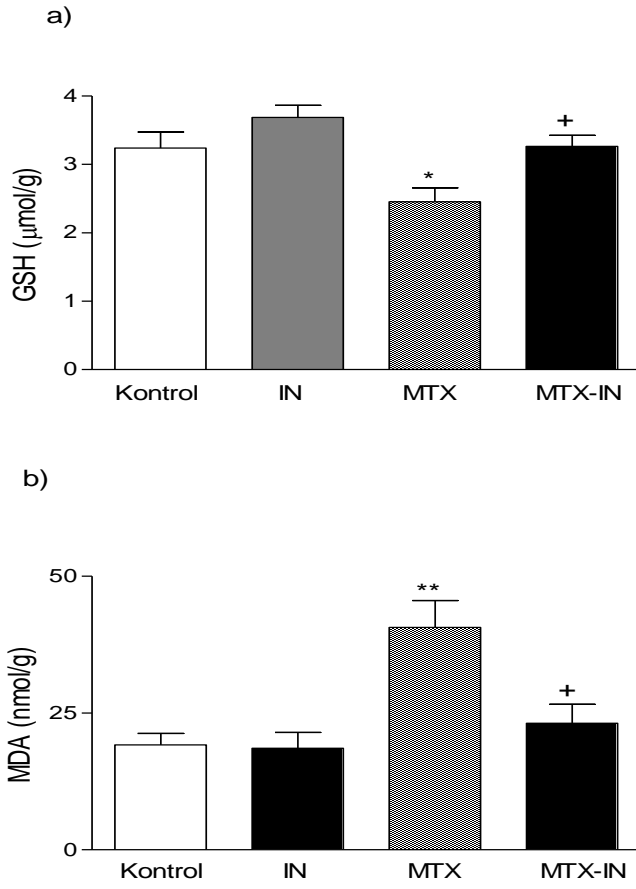 a)
4
3
2
1
0
GSH (μmol/g)
*
+
Kontrol IN MTX MTX-IN
b)
50
25
0
MDA (nmol/g)
**
+
Kontrol IN MTX MTX-IN